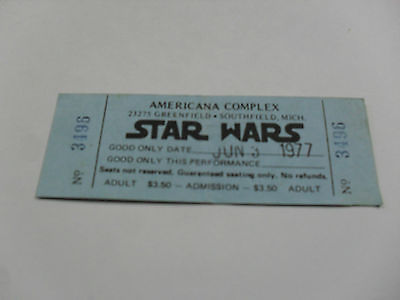 AMERICANA COMPLEX
23275 GREENFIELD • SOUTHFIELD, MICH.
STAR WARS
GOOD ONLY DATE JUN 3 1977
GOOD ONLY THIS PERFORMANCE
Seats not reserved. Guaranteed seating only. No refunds.
ADULT $3.50 — ADMISSION — $3.50 ADULT
No 3496
No 3496